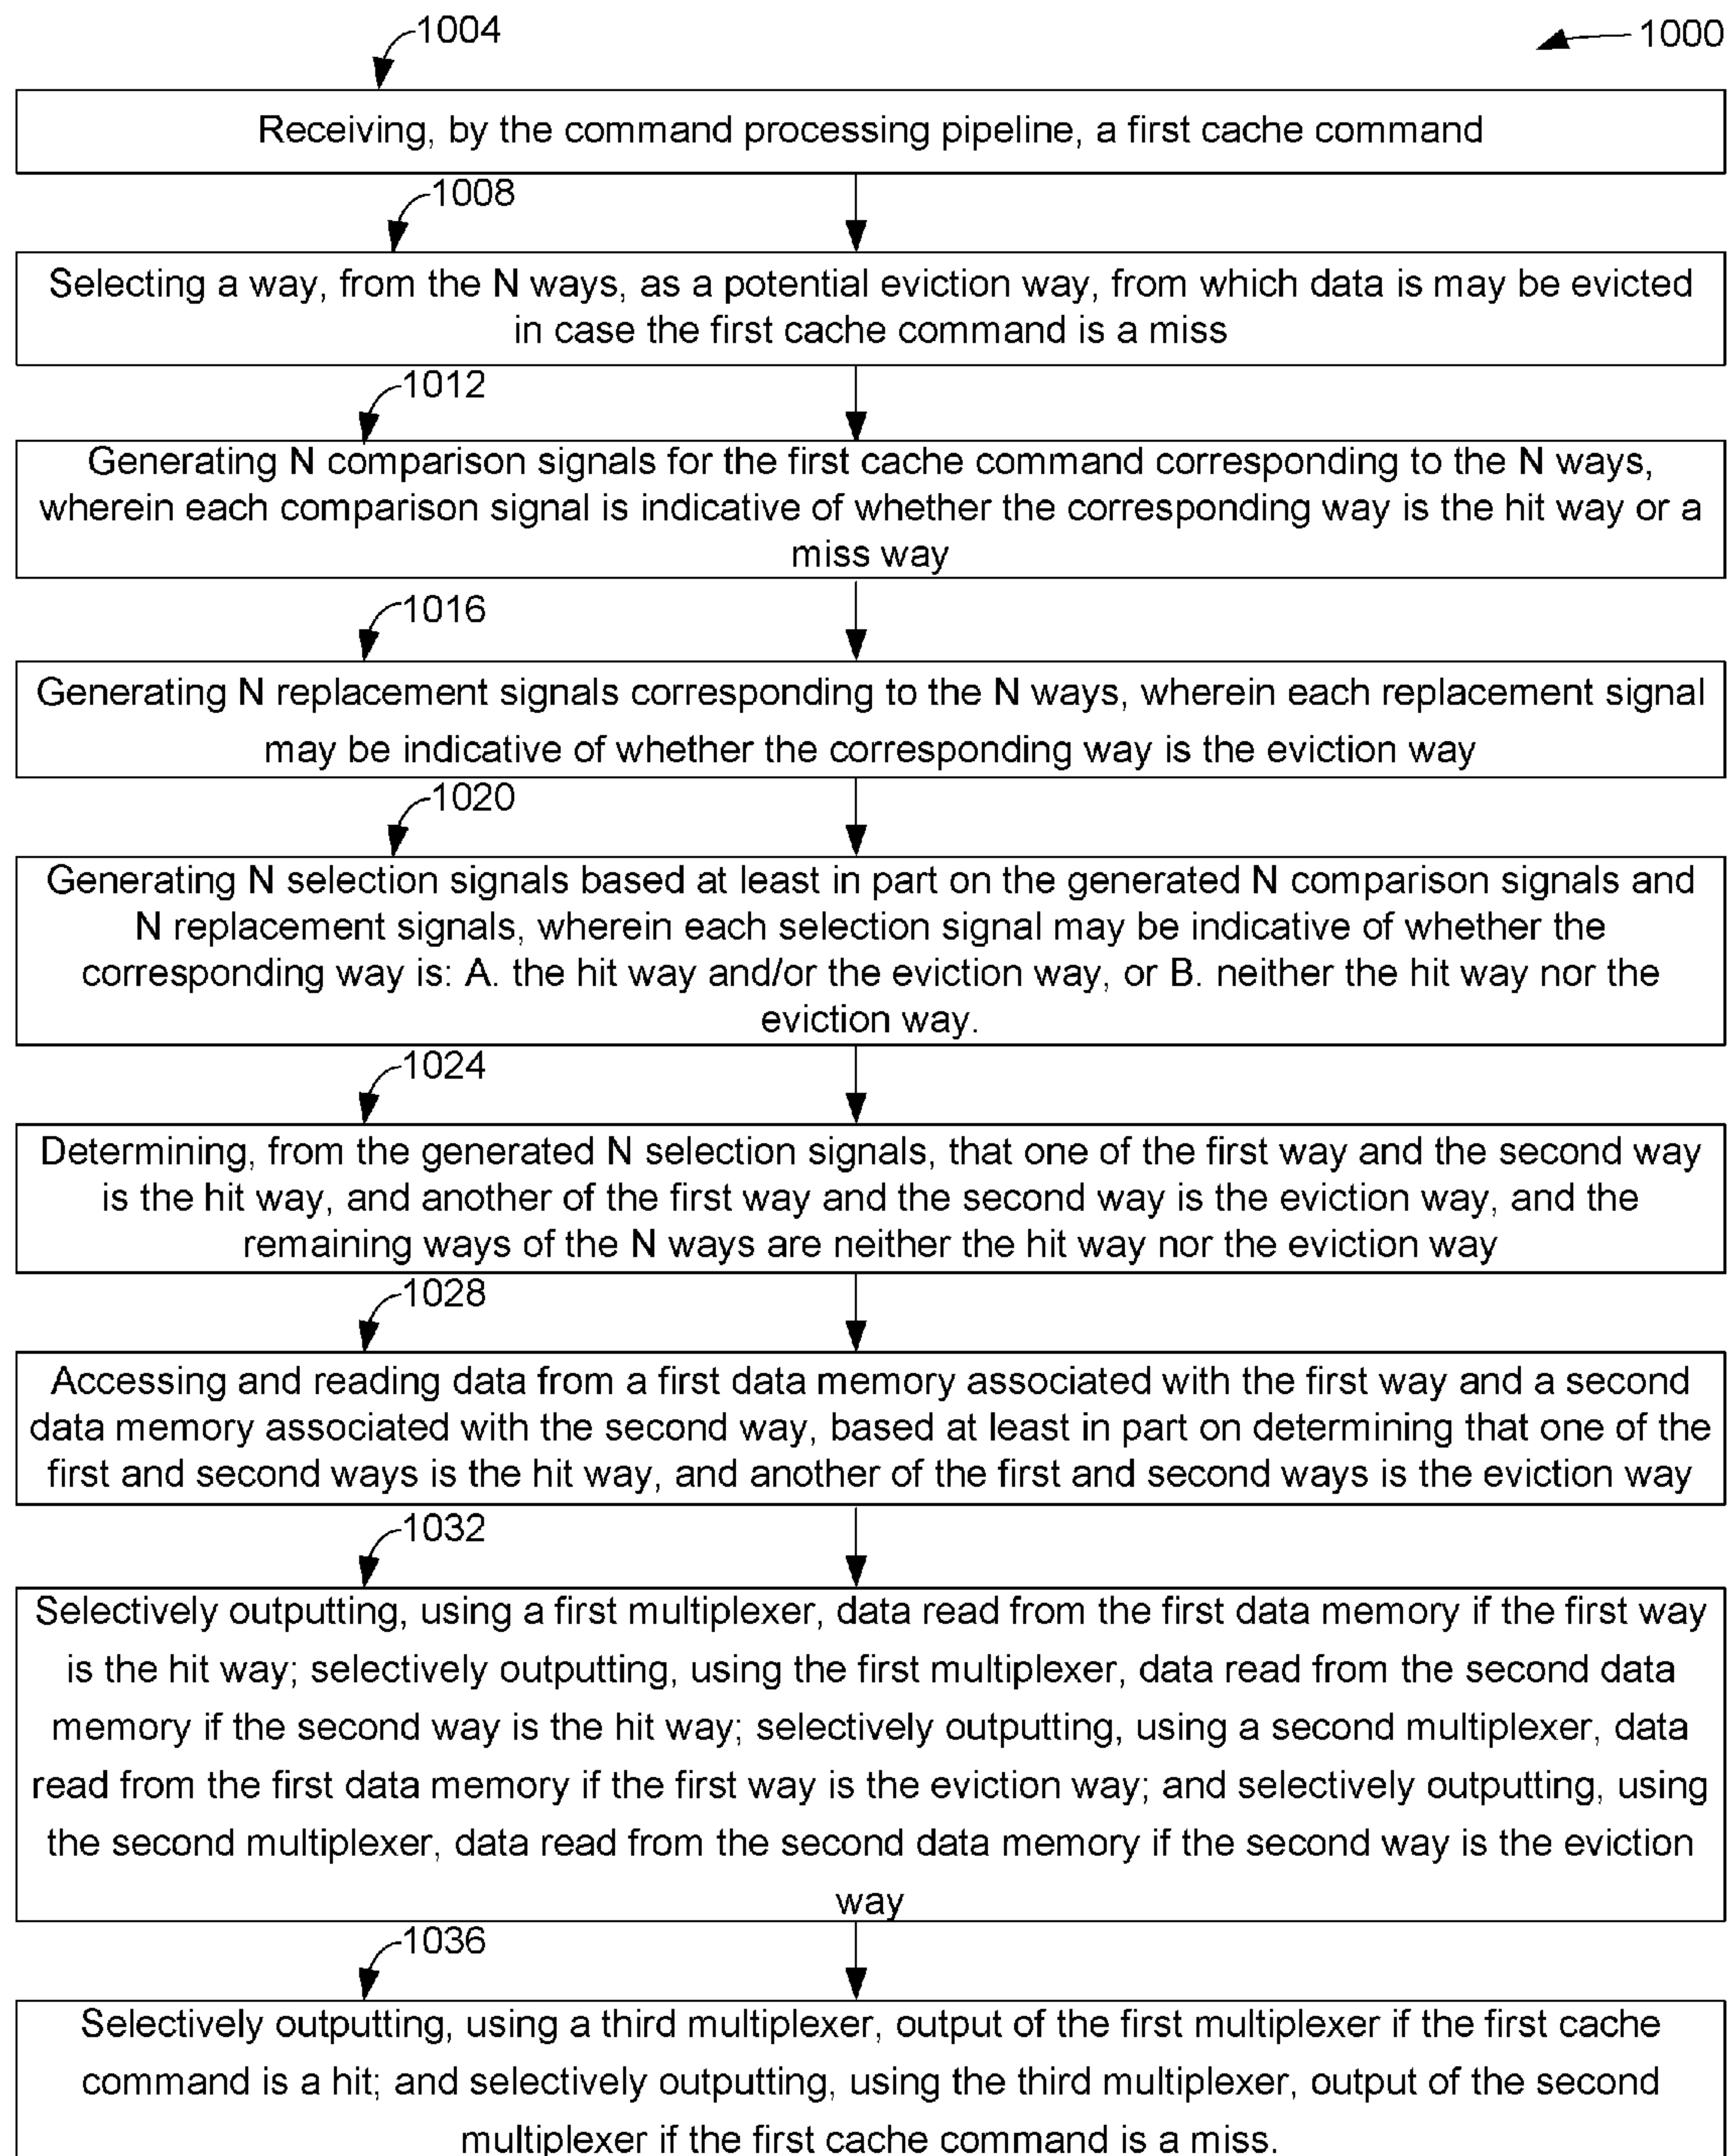 1004
1000
Receiving, by the command processing pipeline, a first cache command
1008
Selecting a way, from the N ways, as a potential eviction way, from which data is may be evicted
in case the first cache command is a miss
1012
Generating N comparison signals for the first cache command corresponding to the N ways,
wherein each comparison signal is indicative of whether the corresponding way is the hit way or a
miss way
1016
Generating N replacement signals corresponding to the N ways, wherein each replacement signal
may be indicative of whether the corresponding way is the eviction way
1020
Generating N selection signals based at least in part on the generated N comparison signals and
N replacement signals, wherein each selection signal may be indicative of whether the
corresponding way is: A. the hit way and/or the eviction way, or B. neither the hit way nor the
eviction way.
1024
Determining, from the generated N selection signals, that one of the first way and the second way
is the hit way, and another of the first way and the second way is the eviction way, and the
remaining ways of the N ways are neither the hit way nor the eviction way
1028
Accessing and reading data from a first data memory associated with the first way and a second
data memory associated with the second way, based at least in part on determining that one of the
first and second ways is the hit way, and another of the first and second ways is the eviction way
1032
Selectively outputting, using a first multiplexer, data read from the first data memory if the first way
is the hit way; selectively outputting, using the first multiplexer, data read from the second data
memory if the second way is the hit way; selectively outputting, using a second multiplexer, data
read from the first data memory if the first way is the eviction way; and selectively outputting, using
the second multiplexer, data read from the second data memory if the second way is the eviction
way
1036
Selectively outputting, using a third multiplexer, output of the first multiplexer if the first cache
command is a hit; and selectively outputting, using the third multiplexer, output of the second
multiplexer if the first cache command is a miss.